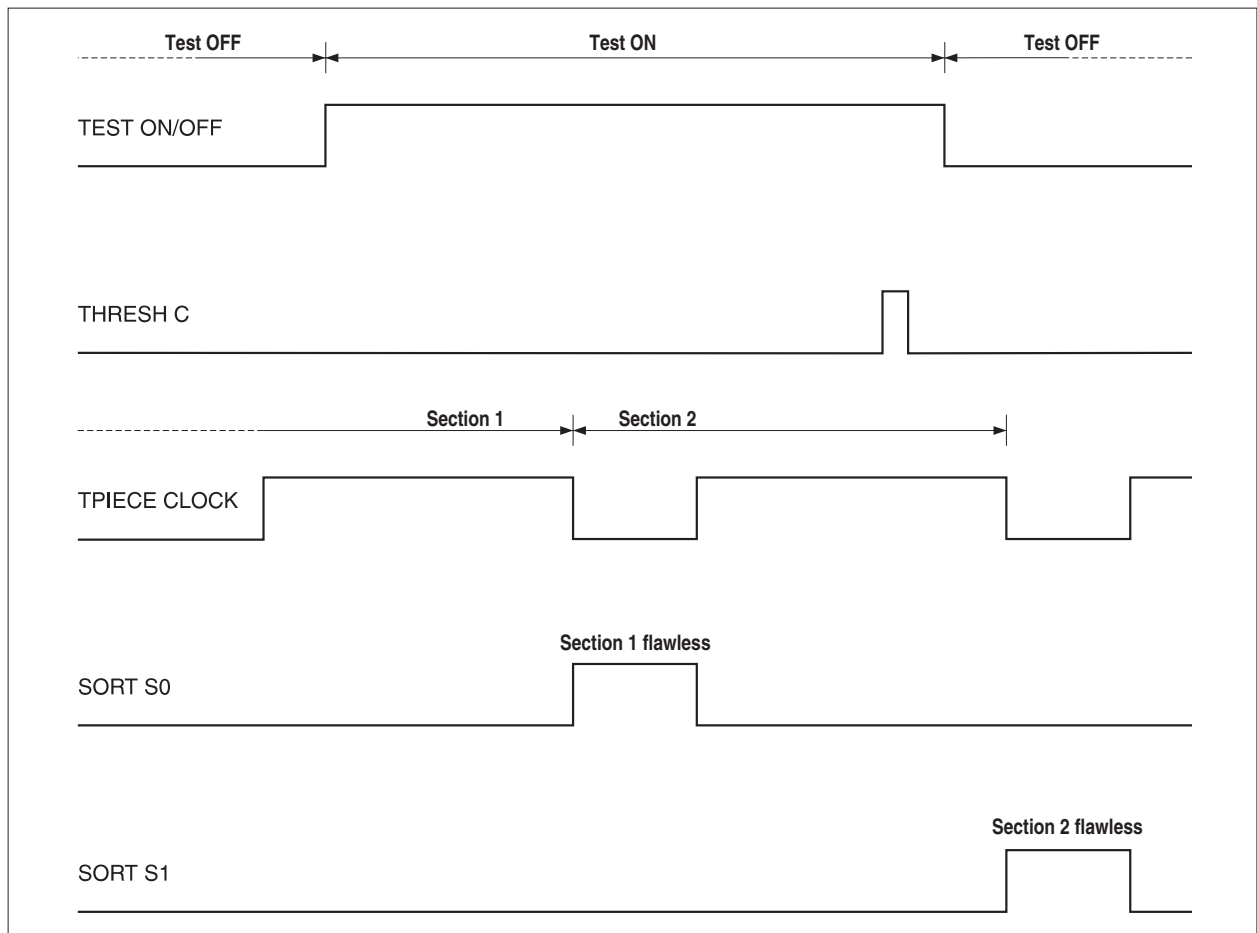 Test OFF Test ON Test OFF
TEST ON/OFF
THRESH C
Section 1 Section 2
TPIECE CLOCK
Section 1 flawless
SORT S0
Section 2 flawless
SORT S1